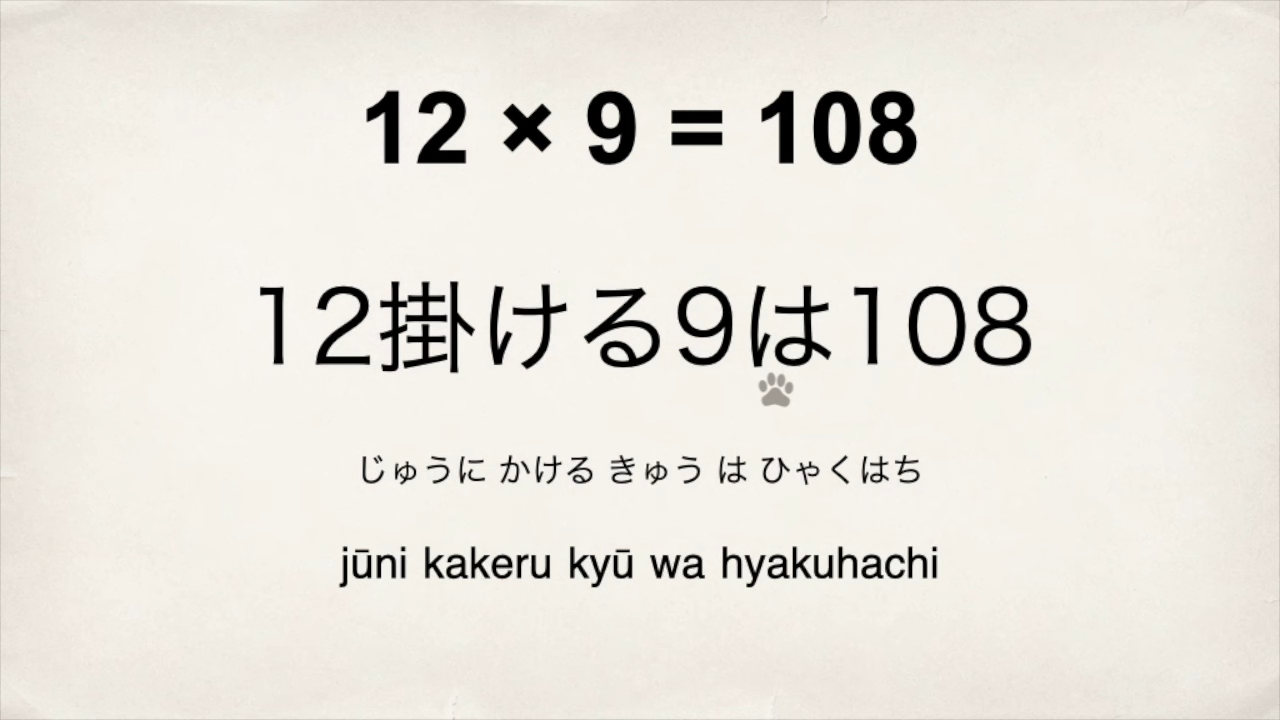 12 × 9 = 108
12掛ける9は108
じゅうに かける きゅう は ひゃくはち
jūni kakeru kyū wa hyakuhachi